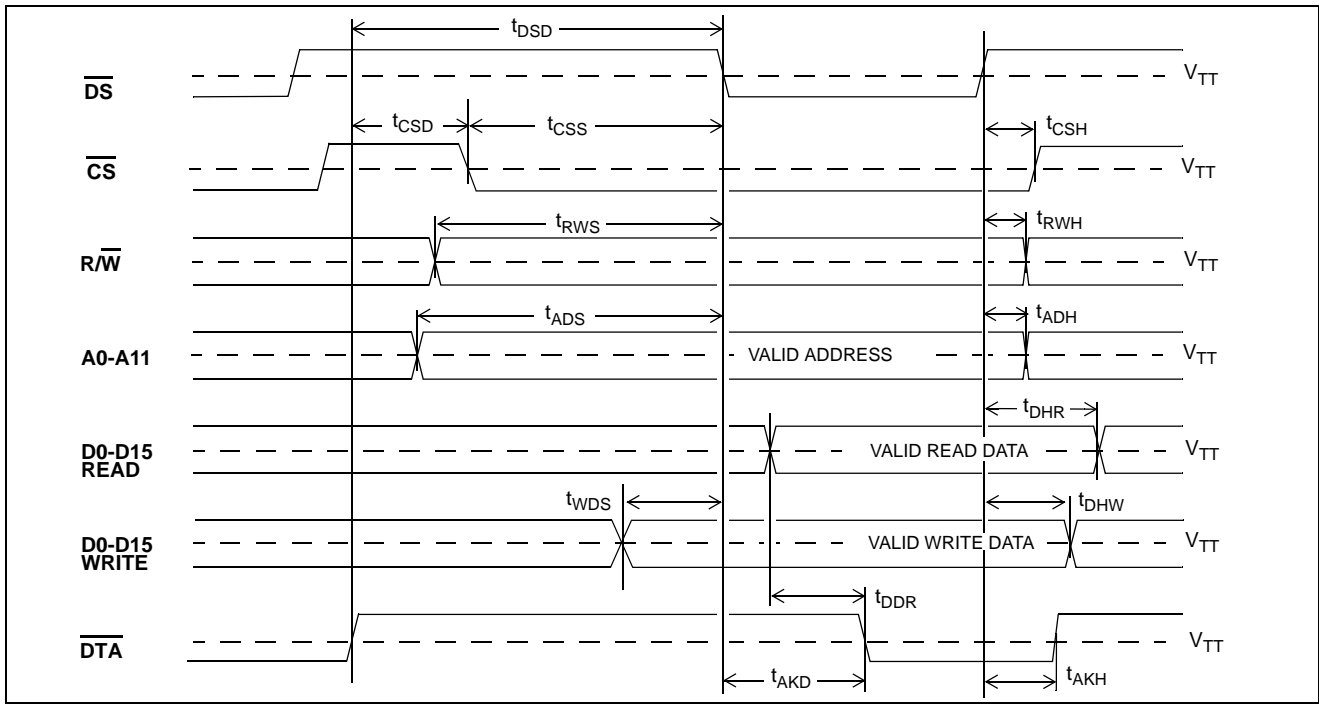 tDSD
DS VTT
tCSD tCSS tCSH
CS VTT
tRWS tRWH
R/W VTT
tADS tADH
A0-A11 VALID ADDRESS VTT
tDHR
D0-D15
READ VALID READ DATA VTT
tWDS tDHW
D0-D15
WRITE VALID WRITE DATA VTT
tDDR
DTA VTT
tAKD tAKH